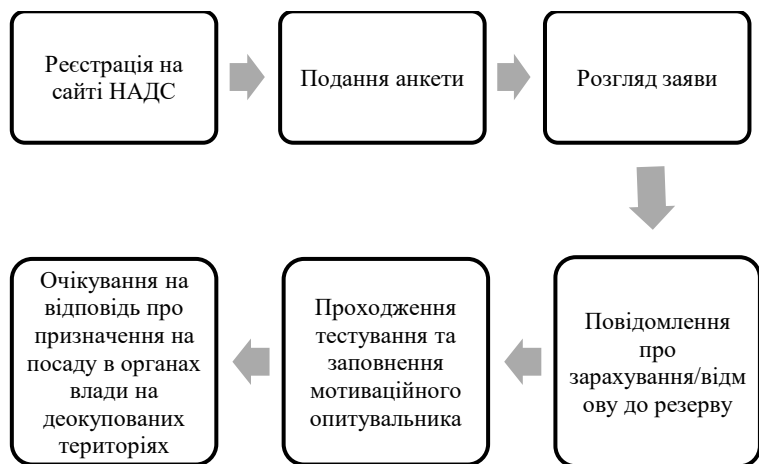 Реєстрація на
сайті НАДС
Подання анкети
Розгляд заяви
Повідомлення
про
зарахування/відм
ову до резерву
Проходження
тестування та
заповнення
мотиваційного
опитувальника
Очікування на
відповідь про
призначення на
посаду в органах
влади на
деокупованих
територіях